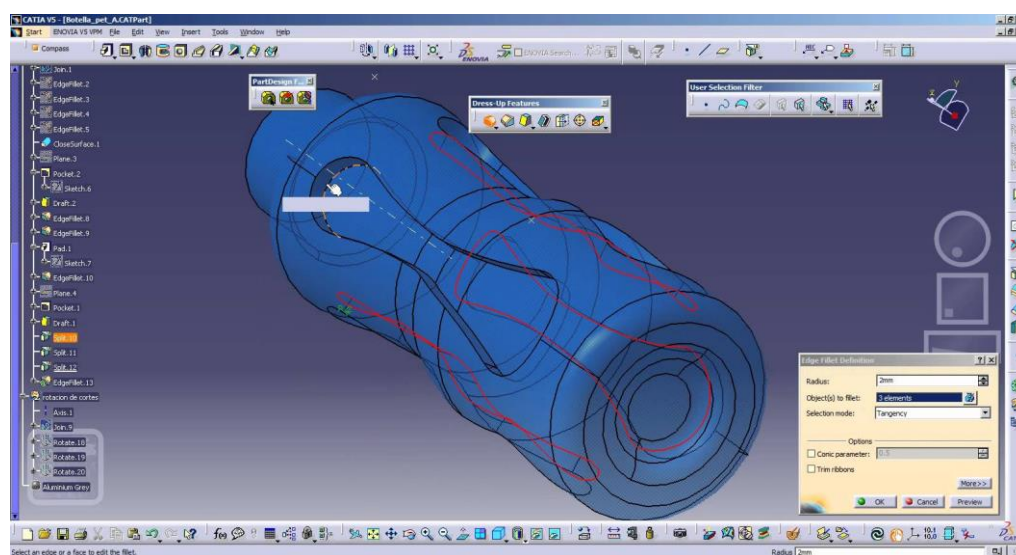 CATIA V5 - [Botella_pet_A.CATPart]
Start ENOVIA V5 VPM File Edit View Insert Tools Window Help
Compass
ENOVIA
ENOVIA Search...
Join.1
EdgeFillet.2
EdgeFillet.3
EdgeFillet.4
EdgeFillet.5
CloseSurface.1
Plane.3
Pocket.2
Sketch.6
Draft.2
EdgeFillet.8
EdgeFillet.9
Pad.1
Sketch.7
EdgeFillet.10
Plane.4
Pocket.1
Draft.1
Split.10
Split.11
Split.12
EdgeFillet.13
rotacion de cortes
Axis.1
Join.9
Rotate.18
Rotate.19
Rotate.20
Aluminium Grey
PartDesign F...
Dress-Up Features
User Selection Filter
Edge Fillet Definition
Radius: 2mm
Object(s) to fillet: 3 elements
Selection mode: Tangency
Options
Conic parameter: 0.5
Trim ribbons
More>>
OK Cancel Preview
Select an edge or a face to edit the fillet.
Radius 2mm